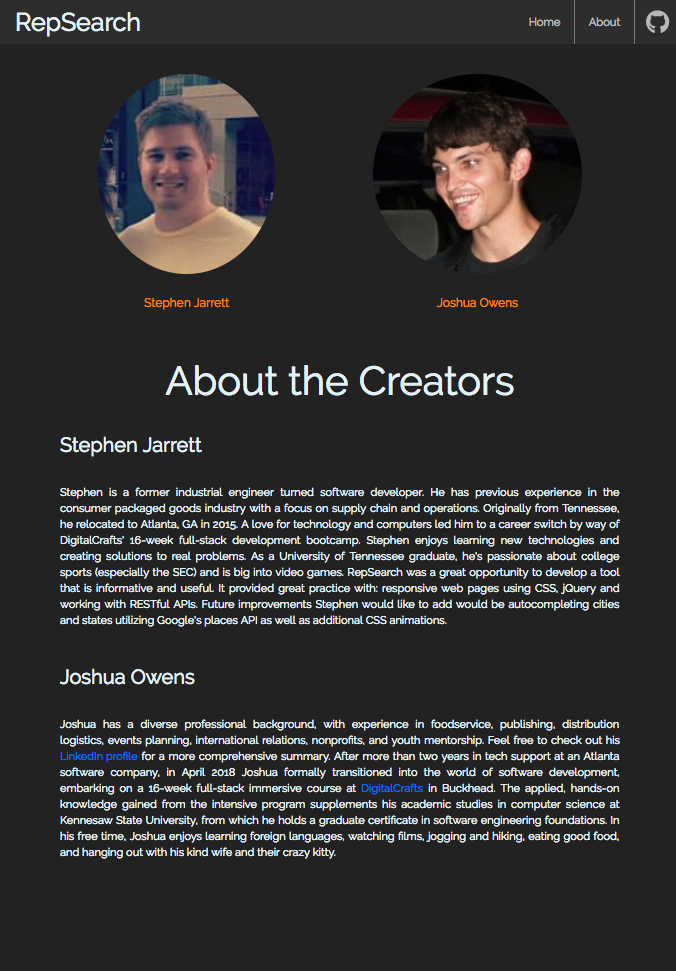 RepSearch
Home
About
Stephen Jarrett
Joshua Owens
About the Creators
Stephen Jarrett
Stephen is a former industrial engineer turned software developer. He has previous experience in the
consumer packaged goods industry with a focus on supply chain and operations. Originally from Tennessee,
he relocated to Atlanta, GA in 2015. A love for technology and computers led him to a career switch by way of
DigitalCrafts' 16-week full-stack development bootcamp. Stephen enjoys learning new technologies and
creating solutions to real problems. As a University of Tennessee graduate, he's passionate about college
sports (especially the SEC) and is big into video games. RepSearch was a great opportunity to develop a tool
that is informative and useful. It provided great practice with: responsive web pages using CSS, jQuery and
working with RESTful APIs. Future improvements Stephen would like to add would be autocompleting cities
and states utilizing Google's places API as well as additional CSS animations.
Joshua Owens
Joshua has a diverse professional background, with experience in foodservice, publishing, distribution
logistics, events planning, international relations, nonprofits, and youth mentorship. Feel free to check out his
LinkedIn profile for a more comprehensive summary. After more than two years in tech support at an Atlanta
software company, in April 2018 Joshua formally transitioned into the world of software development,
embarking on a 16-week full-stack immersive course at DigitalCrafts in Buckhead. The applied, hands-on
knowledge gained from the intensive program supplements his academic studies in computer science at
Kennesaw State University, from which he holds a graduate certificate in software engineering foundations. In
his free time, Joshua enjoys learning foreign languages, watching films, jogging and hiking, eating good food,
and hanging out with his kind wife and their crazy kitty.